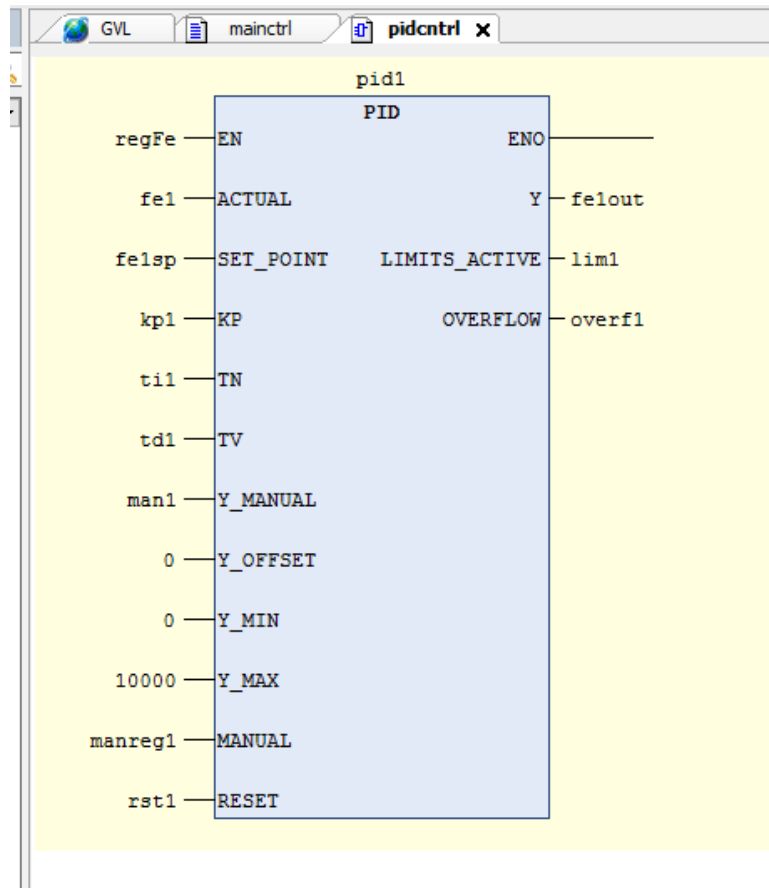 GVL mainctrl pidcntrl x
pid1
PID
regFe EN ENO
fe1 ACTUAL Y fe1out
fe1sp SET_POINT LIMITS_ACTIVE lim1
kp1 KP OVERFLOW overf1
ti1 TN
td1 TV
man1 Y_MANUAL
0 Y_OFFSET
0 Y_MIN
10000 Y_MAX
manreg1 MANUAL
rst1 RESET